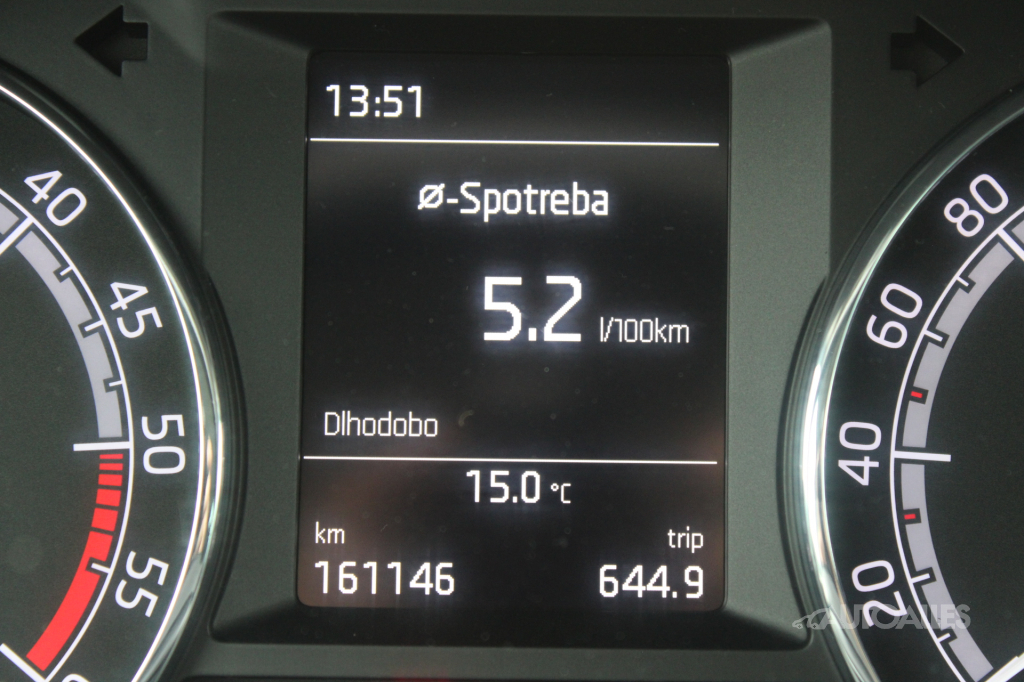 13:51
ø-Spotreba
5.2 l/100km
Dlhodobo
15.0 °C
km trip
161146 644.9
40
45
50
55
80
60
40
20
AUTOALLES